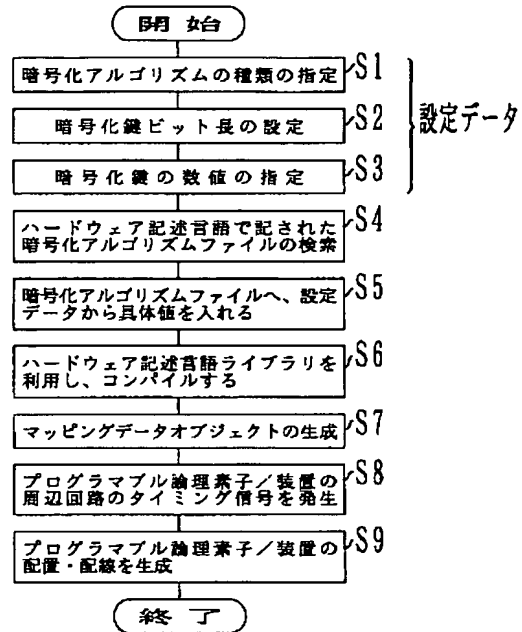 開始
暗号化アルゴリズムの種類の指定 S1
暗号化鍵ビット長の設定 S2
暗号化鍵の数値の指定 S3
設定データ
ハードウェア記述言語で記された S4
暗号化アルゴリズムファイルの検索
暗号化アルゴリズムファイルへ、設定 S5
データから具体値を入れる
ハードウェア記述言語ライブラリを S6
利用し、コンパイルする
マッピングデータオブジェクトの生成 S7
プログラマブル論理素子／装置の S8
周辺回路のタイミング信号を発生
プログラマブル論理素子／装置の S9
配置・配線を生成
終了